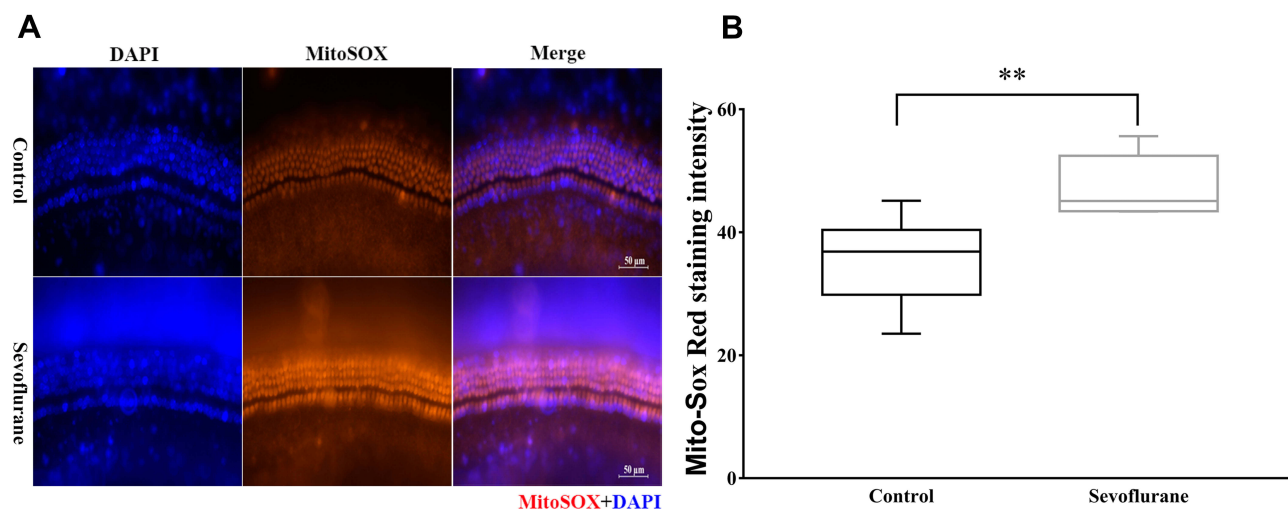 A
DAPI
MitoSOX
Merge
Control
50 µm
Sevoflurane
50 µm
MitoSOX+DAPI
B
**
Mito-Sox Red staining intensity
60
40
20
0
Control
Sevoflurane